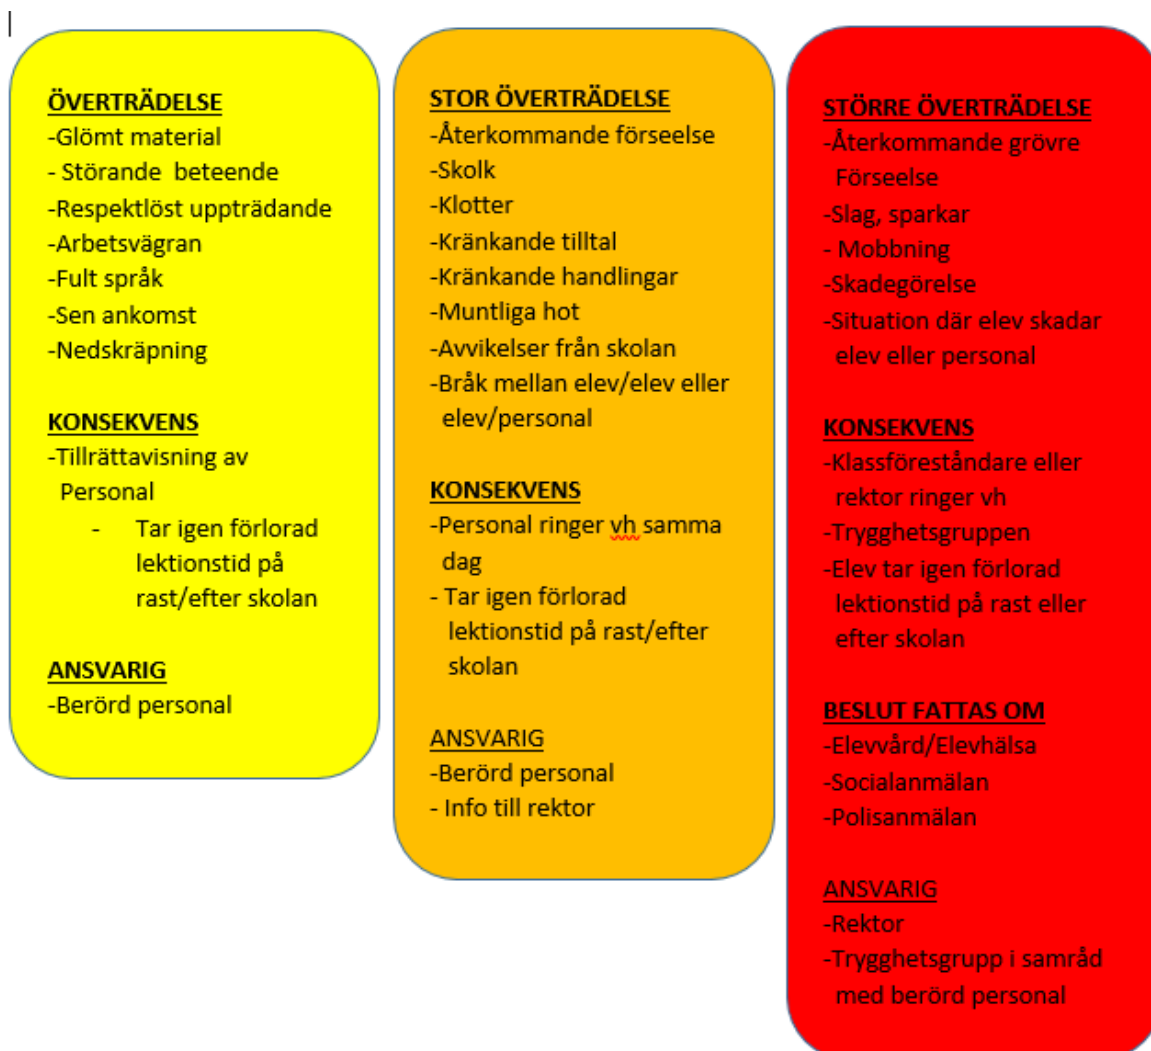 ÖVERTRÄDELSE
-Glömt material
- Störande beteende
-Respektlöst uppträdande
-Arbetsvägran
-Fult språk
-Sen ankomst
-Nedskräpning
KONSEKVENS
-Tillrättavisning av
Personal
- Tar igen förlorad
lektionstid på
rast/efter skolan
ANSVARIG
-Berörd personal
STOR ÖVERTRÄDELSE
-Återkommande förseelse
-Skolk
-Klotter
-Kränkande tilltal
-Kränkande handlingar
-Muntliga hot
-Avvikelser från skolan
-Bråk mellan elev/elev eller
elev/personal
KONSEKVENS
-Personal ringer vh samma
dag
- Tar igen förlorad
lektionstid på rast/efter
skolan
ANSVARIG
-Berörd personal
- Info till rektor
STÖRRE ÖVERTRÄDELSE
-Återkommande grövre
Förseelse
-Slag, sparkar
- Mobbning
-Skadegörelse
-Situation där elev skadar
elev eller personal
KONSEKVENS
-Klassföreståndare eller
rektor ringer vh
-Trygghetsgruppen
-Elev tar igen förlorad
lektionstid på rast eller
efter skolan
BESLUT FATTAS OM
-Elevvård/Elevhälsa
-Socialanmälan
-Polisanmälan
ANSVARIG
-Rektor
-Trygghetsgrupp i samråd
med berörd personal